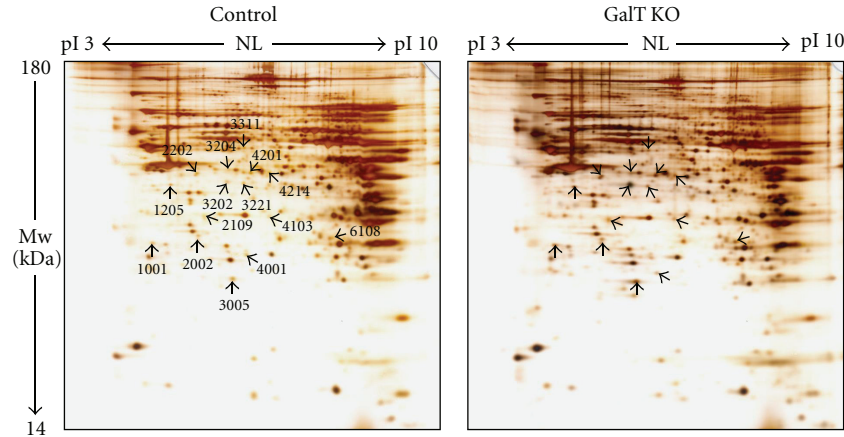 Control
GalT KO
pI 3
NL
pI 10
pI 3
NL
pI 10
180
3311
2202
3204
4201
4214
1205
3202
3221
2109
4103
6108
Mw
(kDa)
1001
2002
4001
3005
14